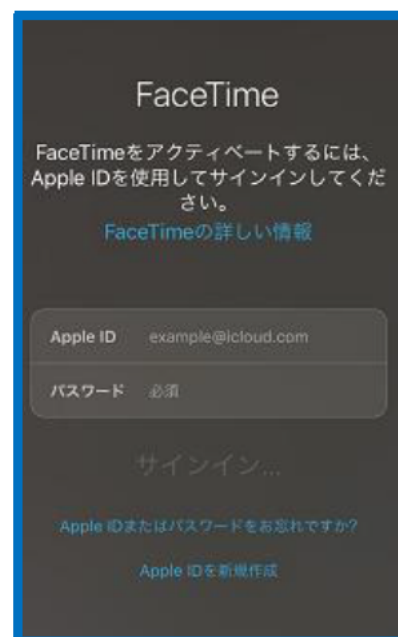 FaceTime
FaceTimeをアクティベートするには、
Apple IDを使用してサインインしてくだ
さい。
FaceTimeの詳しい情報
Apple ID example@icloud.com
パスワード 必須
サインイン...
Apple IDまたはパスワードをお忘れですか?
Apple IDを新規作成